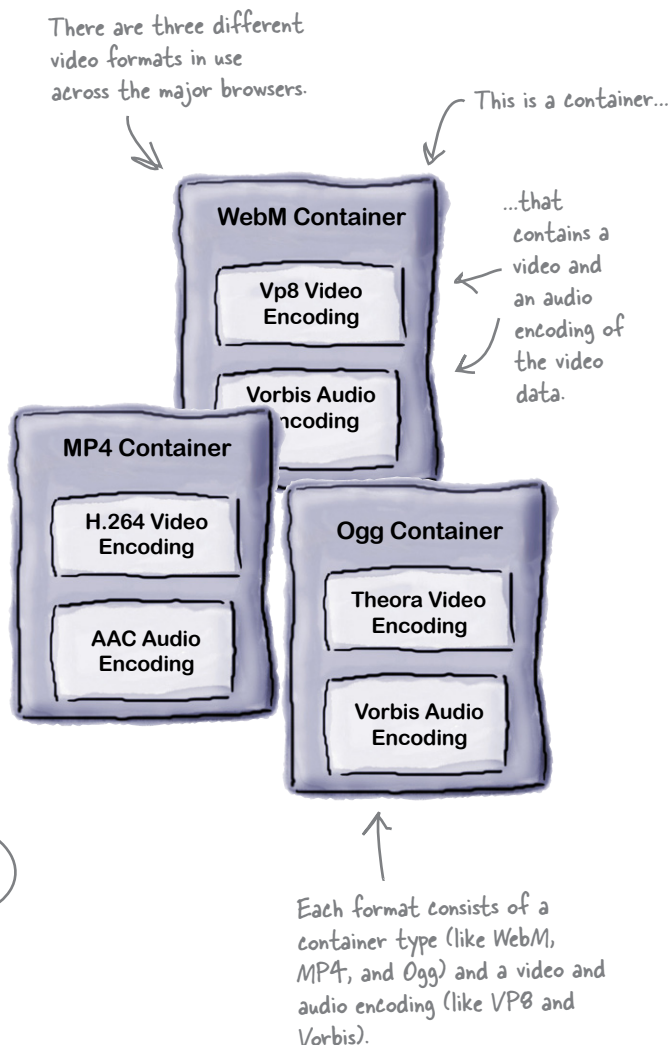 There are three different
video formats in use
across the major browsers.
This is a container...
WebM Container
Vp8 Video
Encoding
Vorbis Audio
ncoding
...that
contains a
video and
an audio
encoding of
the video
data.
MP4 Container
H.264 Video
Encoding
AAC Audio
Encoding
Ogg Container
Theora Video
Encoding
Vorbis Audio
Encoding
Each format consists of a
container type (like WebM,
MP4, and Ogg) and a video and
audio encoding (like VP8 and
Vorbis).